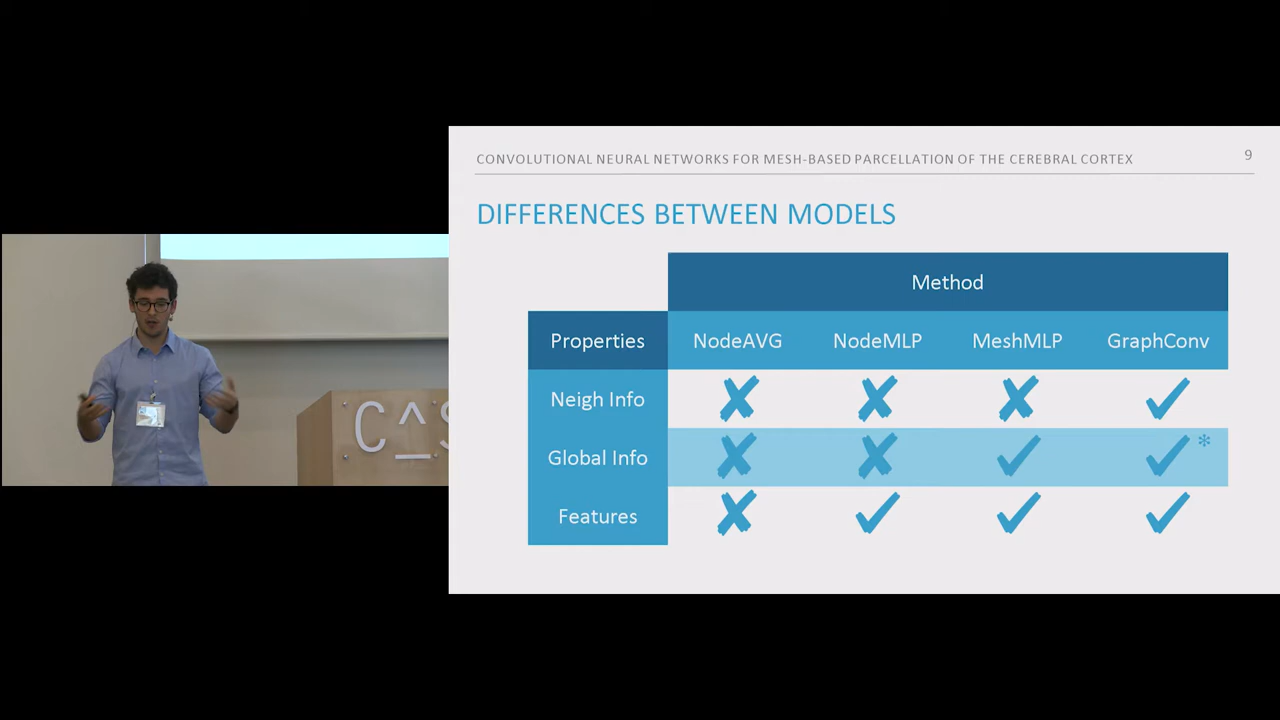 CONVOLUTIONAL NEURAL NETWORKS FOR MESH-BASED PARCELLATION OF THE CEREBRAL CORTEX
9
DIFFERENCES BETWEEN MODELS
Method
Properties NodeAVG NodeMLP MeshMLP GraphConv
Neigh Info ✘ ✘ ✘ ✓
Global Info ✘ ✘ ✓ ✓*
Features ✘ ✓ ✓ ✓